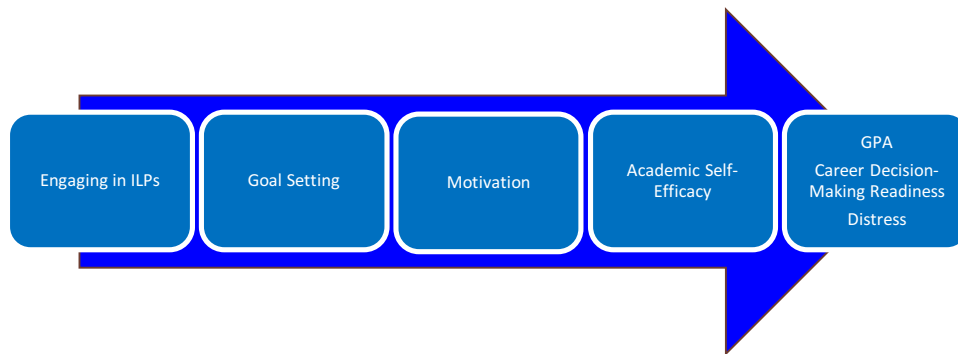 Engaging in ILPs
Goal Setting
Motivation
Academic Self-
Efficacy
GPA
Career Decision-
Making Readiness
Distress